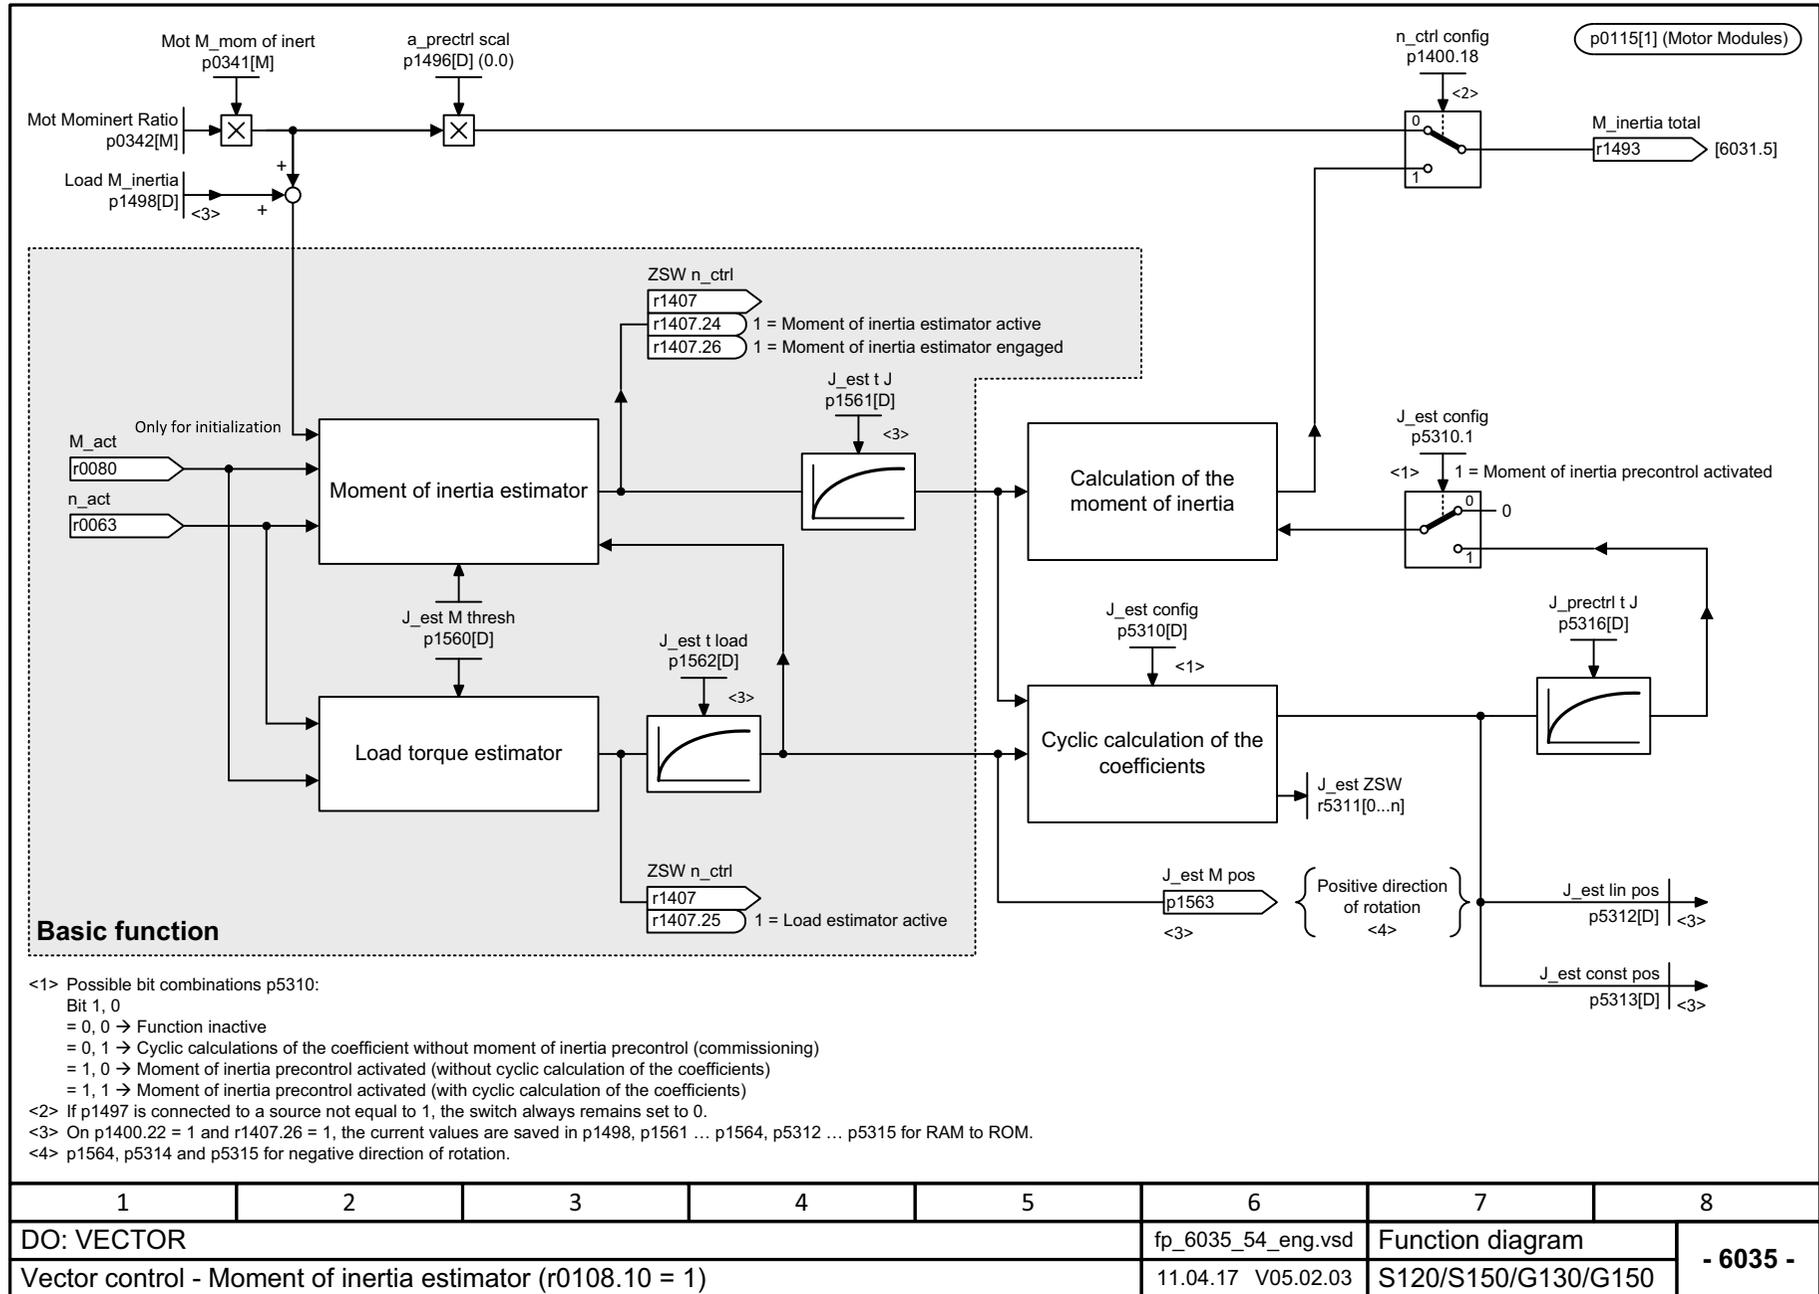 Mot M_mom of inert
p0341[M]
a_prectrl scal
p1496[D] (0.0)
n_ctrl config
p1400.18
<2>
p0115[1] (Motor Modules)
Mot Mominert Ratio
p0342[M]
0
1
M_inertia total
r1493
[6031.5]
+
Load M_inertia
p1498[D]
<3>
+
ZSW n_ctrl
r1407
r1407.24 1 = Moment of inertia estimator active
r1407.26 1 = Moment of inertia estimator engaged
J_est t J
p1561[D]
<3>
Only for initialization
M_act
r0080
n_act
r0063
Moment of inertia estimator
Calculation of the
moment of inertia
J_est config
p5310.1
<1> 1 = Moment of inertia precontrol activated
0
0
1
J_est M thresh
p1560[D]
J_est t load
p1562[D]
<3>
J_est config
p5310[D]
<1>
J_prectrl t J
p5316[D]
Load torque estimator
Cyclic calculation of the
coefficients
J_est ZSW
r5311[0...n]
ZSW n_ctrl
r1407
r1407.25 1 = Load estimator active
J_est M pos
p1563
<3>
Positive direction
of rotation
<4>
J_est lin pos
p5312[D]
<3>
J_est const pos
p5313[D]
<3>
Basic function
<1> Possible bit combinations p5310:
Bit 1, 0
= 0, 0 → Function inactive
= 0, 1 → Cyclic calculations of the coefficient without moment of inertia precontrol (commissioning)
= 1, 0 → Moment of inertia precontrol activated (without cyclic calculation of the coefficients)
= 1, 1 → Moment of inertia precontrol activated (with cyclic calculation of the coefficients)
<2> If p1497 is connected to a source not equal to 1, the switch always remains set to 0.
<3> On p1400.22 = 1 and r1407.26 = 1, the current values are saved in p1498, p1561 … p1564, p5312 … p5315 for RAM to ROM.
<4> p1564, p5314 and p5315 for negative direction of rotation.
1 2 3 4 5 6 7 8
DO: VECTOR
fp_6035_54_eng.vsd
Function diagram
- 6035 -
Vector control - Moment of inertia estimator (r0108.10 = 1)
11.04.17 V05.02.03
S120/S150/G130/G150